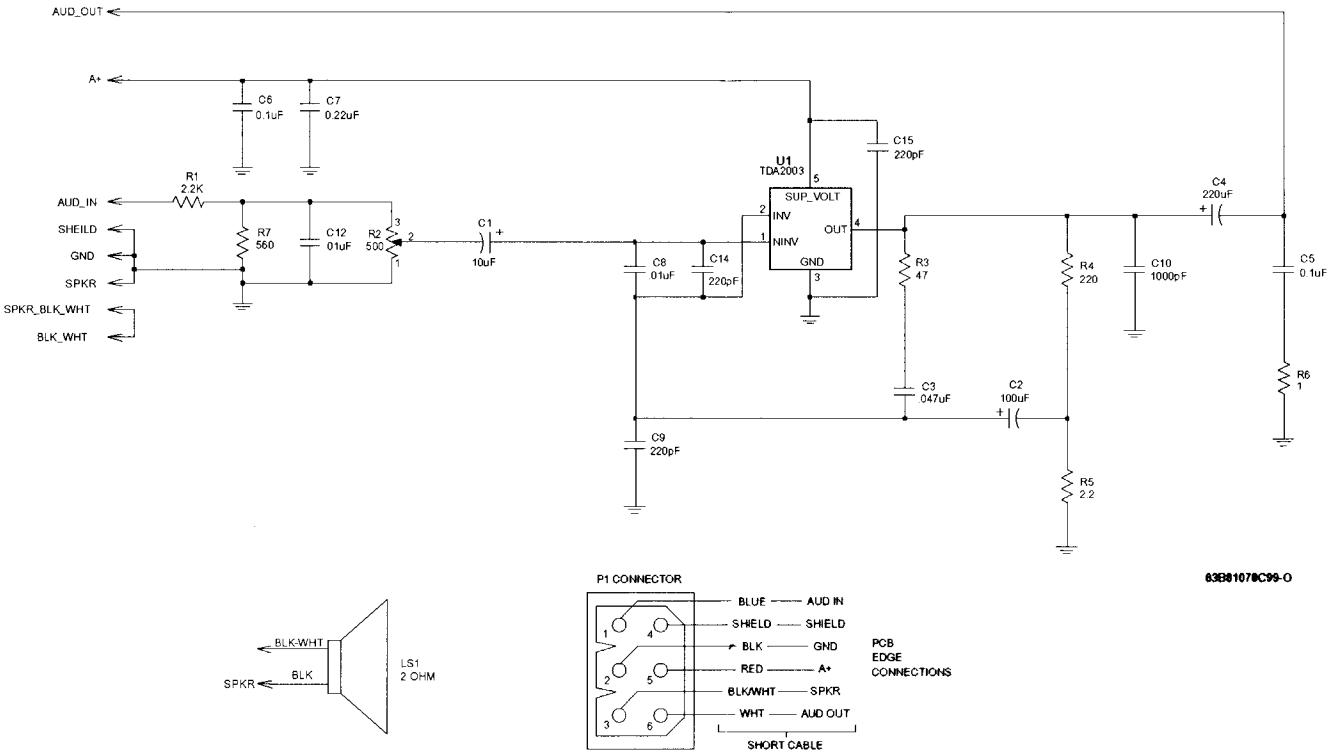 AUD_OUT
A+
C6
0.1uF
C7
0.22uF
C15
220pF
U1
TDA2003
5
SUP_VOLT
2 INV
1 NINV
OUT 4
GND
3
R1
2.2K
AUD_IN
SHEILD
GND
SPKR
SPKR_BLK_WHT
BLK_WHT
R7
560
C12
.01uF
R2
500
3
2
1
C1
+
10uF
C8
.01uF
C14
220pF
R3
47
R4
220
C10
1000pF
C4
220uF
+
C5
0.1uF
R6
1
C3
.047uF
C2
100uF
+
C9
220pF
R5
2.2
63B81070C99-O
BLK-WHT
SPKR BLK
LS1
2 OHM
P1 CONNECTOR
1 4
2 5
3 6
BLUE AUD IN
SHIELD SHIELD
BLK GND
RED A+
BLK/WHT SPKR
WHT AUD OUT
SHORT CABLE
PCB
EDGE
CONNECTIONS